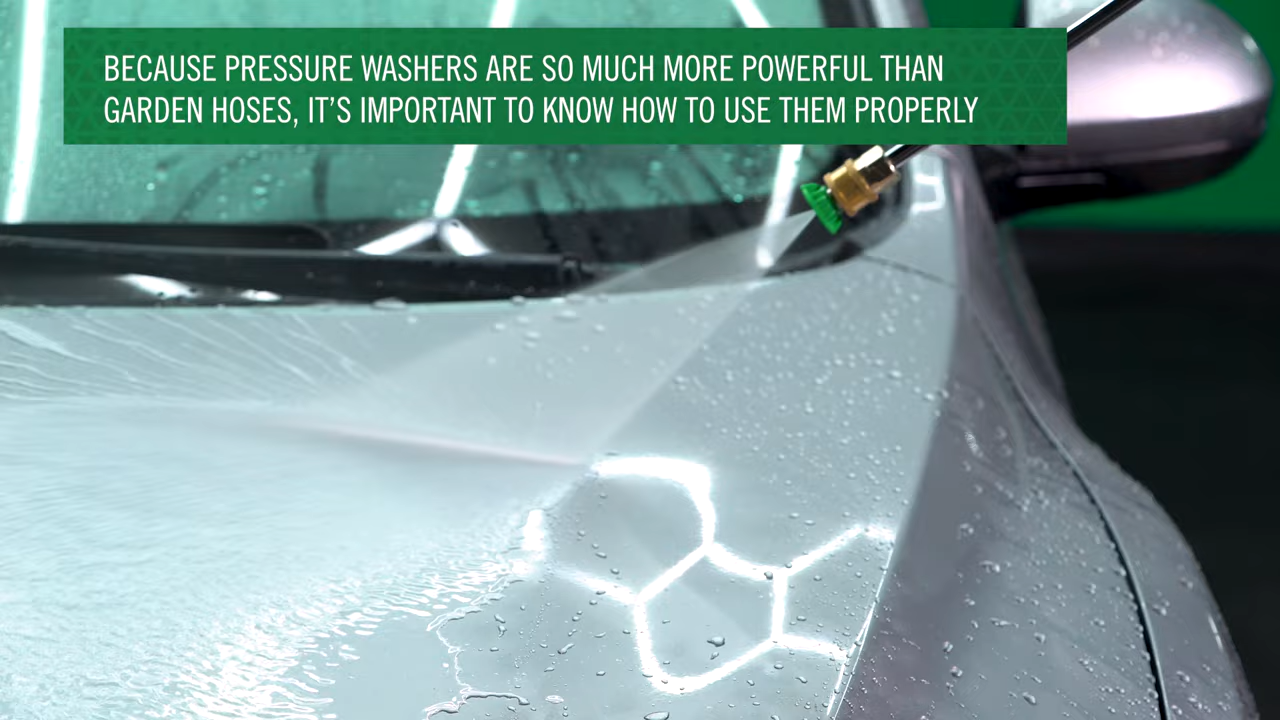 BECAUSE PRESSURE WASHERS ARE SO MUCH MORE POWERFUL THAN
GARDEN HOSES, IT'S IMPORTANT TO KNOW HOW TO USE THEM PROPERLY